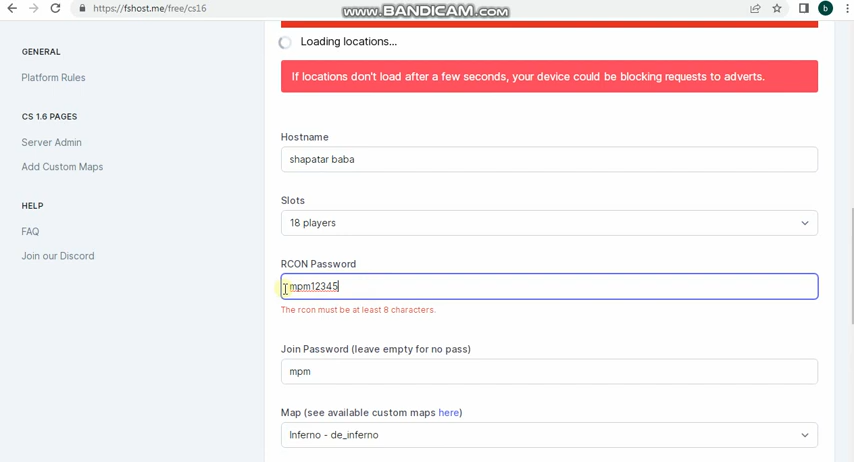 https://fshost.me/free/cs16
www.BANDICAM.com
b
GENERAL
Platform Rules
CS 1.6 PAGES
Server Admin
Add Custom Maps
HELP
FAQ
Join our Discord
Loading locations...
If locations don't load after a few seconds, your device could be blocking requests to adverts.
Hostname
shapatar baba
Slots
18 players
RCON Password
mpm12345
The rcon must be at least 8 characters.
Join Password (leave empty for no pass)
mpm
Map (see available custom maps here)
Inferno - de_inferno